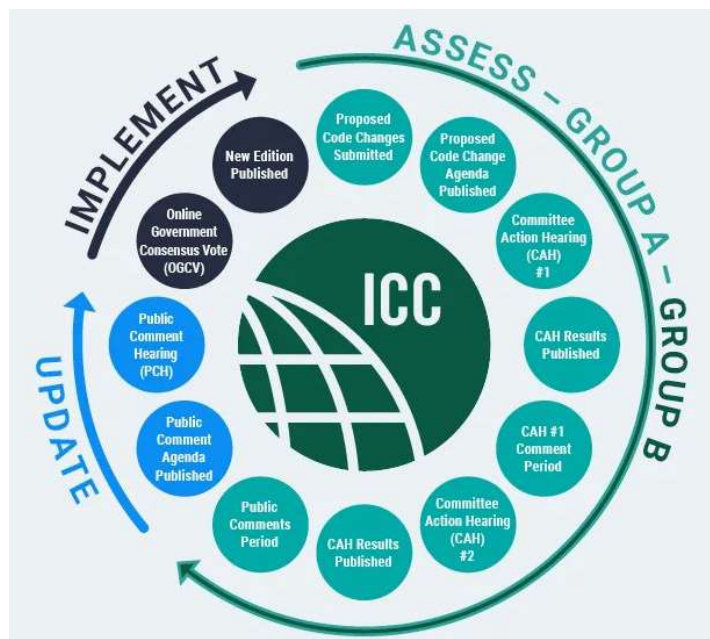 ASSESS – GROUP A – GROUP B
Proposed
Code Changes
Submitted
Proposed
Code Change
Agenda
Published
Committee
Action Hearing
(CAH)
#1
CAH Results
Published
CAH #1
Comment
Period
Committee
Action Hearing
(CAH)
#2
CAH Results
Published
Public
Comments
Period
UPDATE
Public
Comment
Agenda
Published
Public
Comment
Hearing
(PCH)
IMPLEMENT
Online
Government
Consensus Vote
(OGCV)
New Edition
Published
ICC